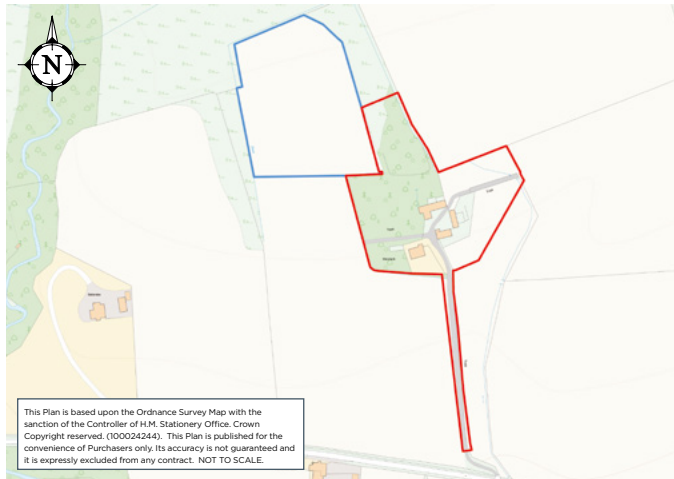 N
This Plan is based upon the Ordnance Survey Map with the
sanction of the Controller of H.M. Stationery Office. Crown
Copyright reserved. (100024244). This Plan is published for the
convenience of Purchasers only. Its accuracy is not guaranteed and
it is expressly excluded from any contract. NOT TO SCALE.